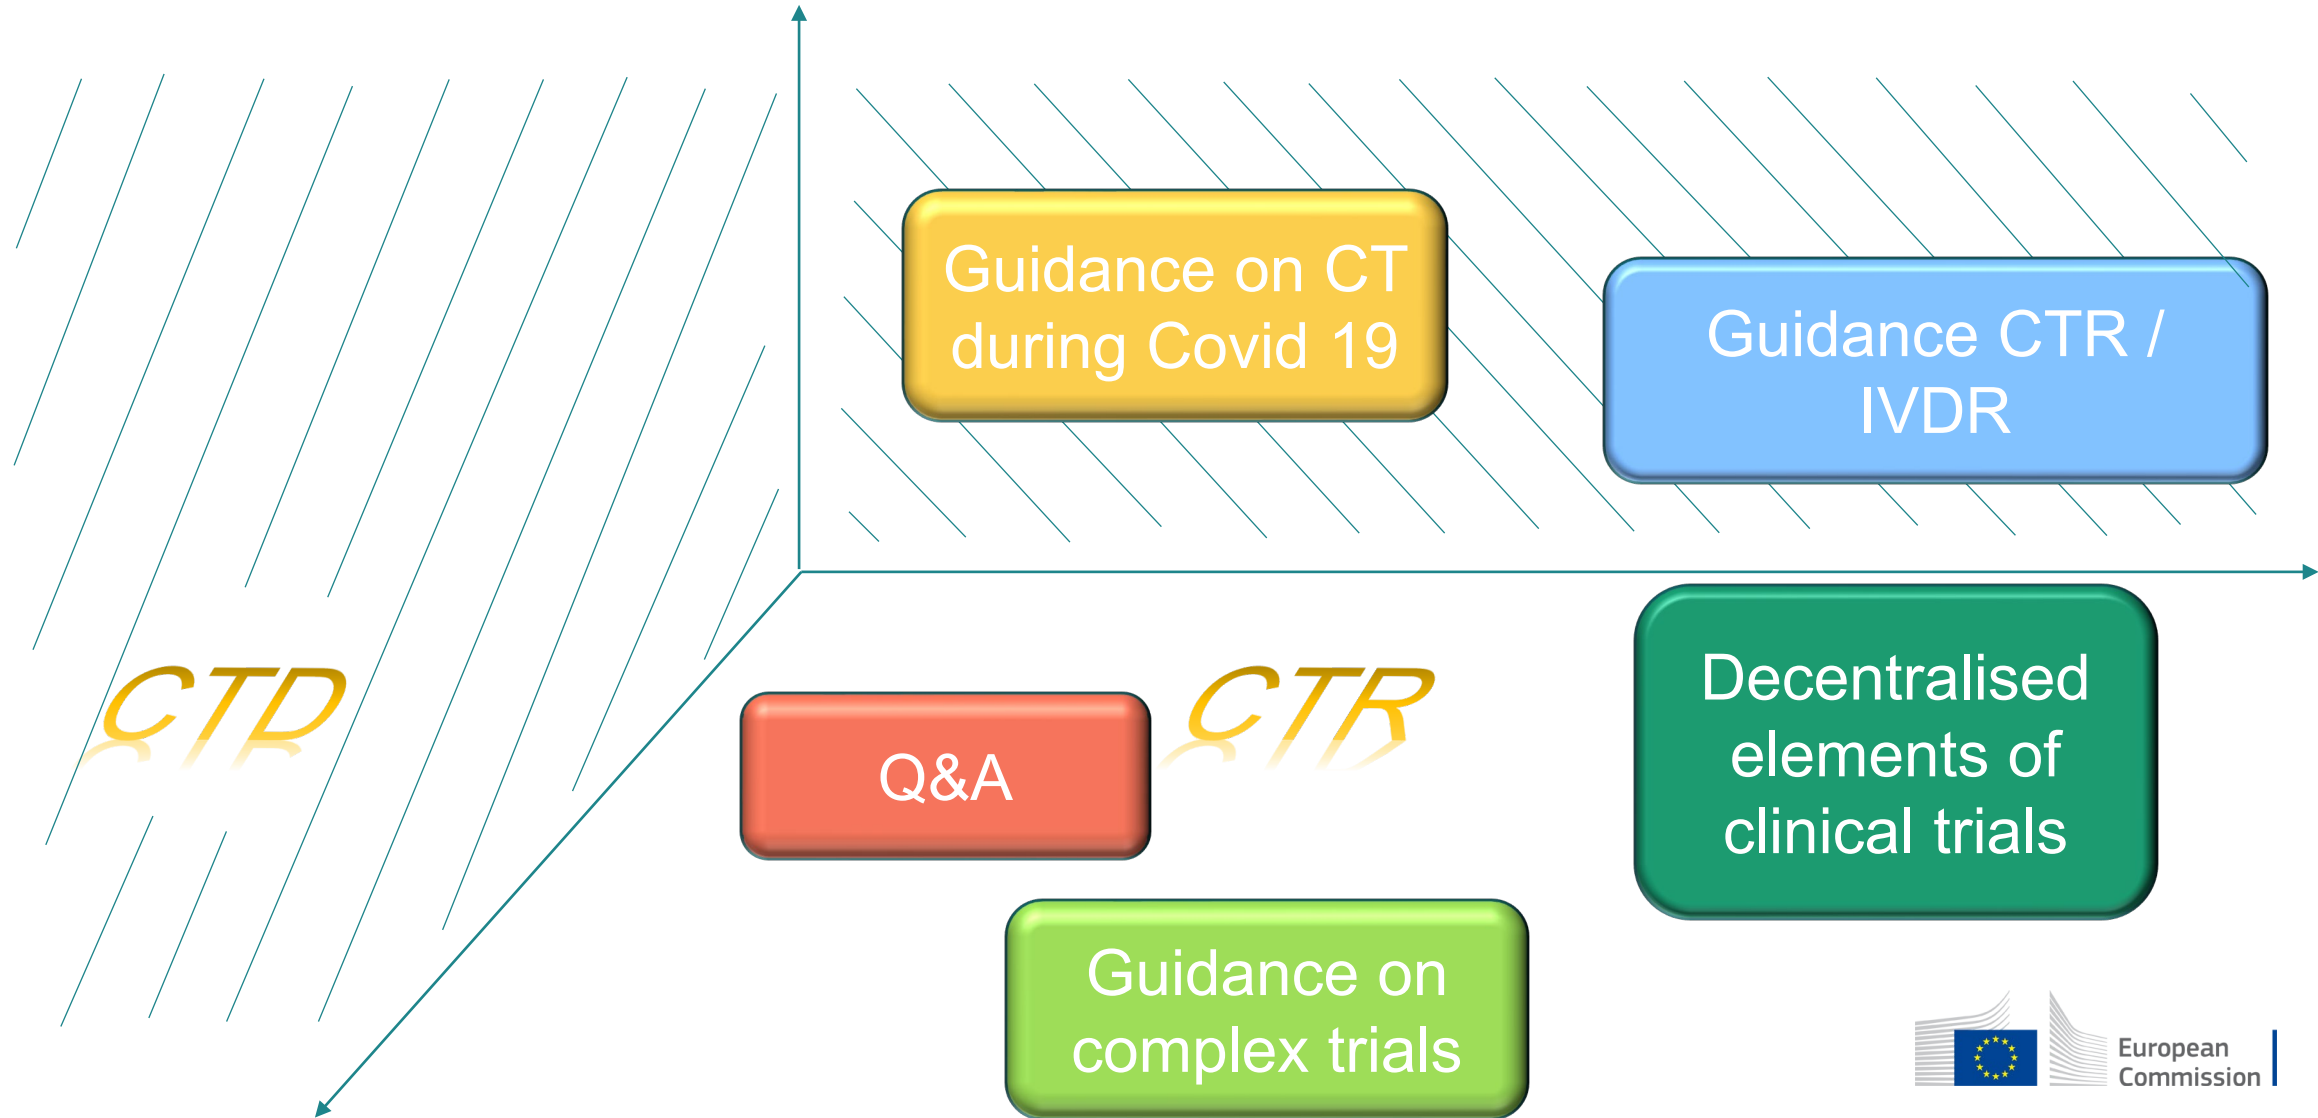 Guidance on CT
during Covid 19
Guidance CTR /
IVDR
CTD
Q&A
CTR
Decentralised
elements of
clinical trials
Guidance on
complex trials
European
Commission